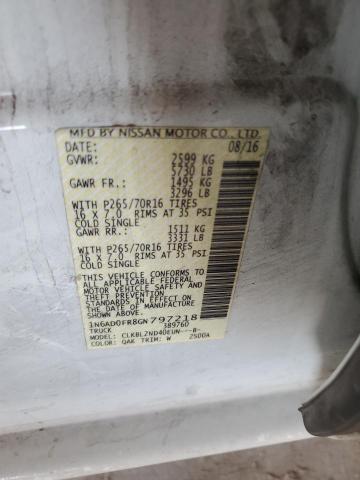 MFD BY NISSAN MOTOR CO., LTD.
DATE: 08/16
GVWR: 2599 KG
5730 LB
GAWR FR.: 1495 KG
3296 LB
WITH P265/70R16 TIRES
16 X 7.0 RIMS AT 35 PSI
COLD SINGLE
GAWR RR.: 1511 KG
3331 LB
WITH P265/70R16 TIRES
16 X 7.0 RIMS AT 35 PSI
COLD SINGLE
THIS VEHICLE CONFORMS TO
ALL APPLICABLE FEDERAL
MOTOR VEHICLE SAFETY
STANDARDS IN EFFECT ON
THE DATE OF MANUFACTURE
SHOWN ABOVE
1N6AD0FR8GN797218
TRUCK 389760
MODEL: CLKBLZND40EUN---B-
COLOR: QAK TRIM: W 2500A